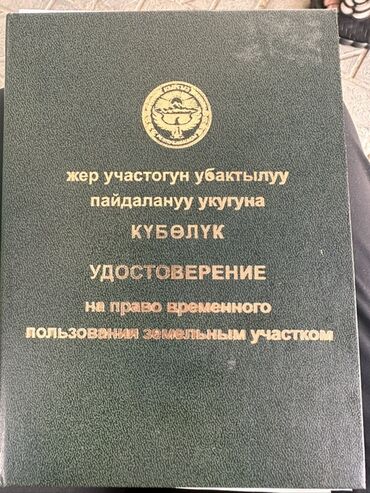 жер участогун убактылуу
пайдалануу укугуна
КҮБӨЛҮК
УДОСТОВЕРЕНИЕ
на право временного
пользования земельным участком